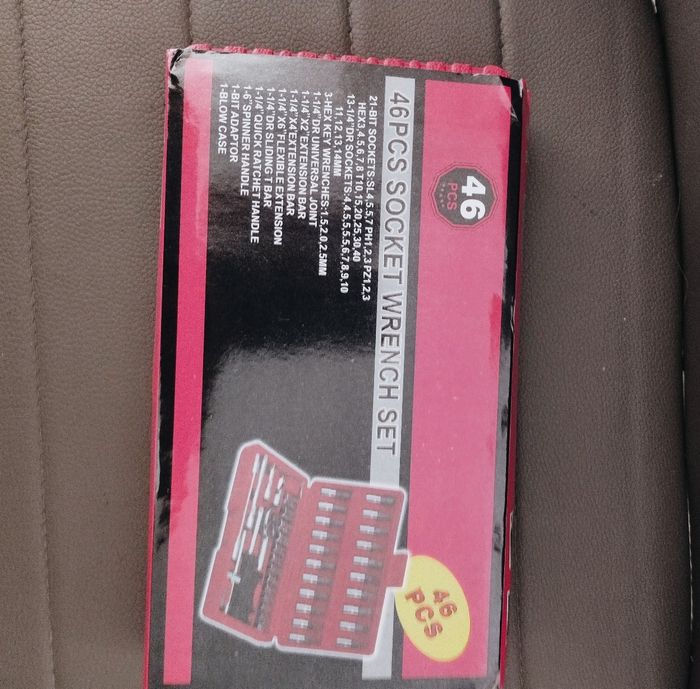 46
PCS
46PCS SOCKET WRENCH SET
21-BIT SOCKETS:SL4,5.5,7 PH1,2,3 PZ1,2,3
HEX3,4,5,6,7,8 T10,15,20,25,30,40
13-1/4"DR SOCKETS:4,4.5,5,5.5,6,7,8,9,10
11,12,13,14MM
3-HEX KEY WRENCHES:1.5,2.0,2.5MM
1-1/4"DR UNIVERSAL JOINT
1-1/4"X2"EXTENSION BAR
1-1/4"X4"EXTENSION BAR
1-1/4"X6"FLEXIBLE EXTENSION
1-1/4"DR SLIDING T. BAR
1-1/4"QUICK RATCHET HANDLE
1-6"SPINNER HANDLE
1-BIT ADAPTOR
1-BLOW CASE
46
PCS